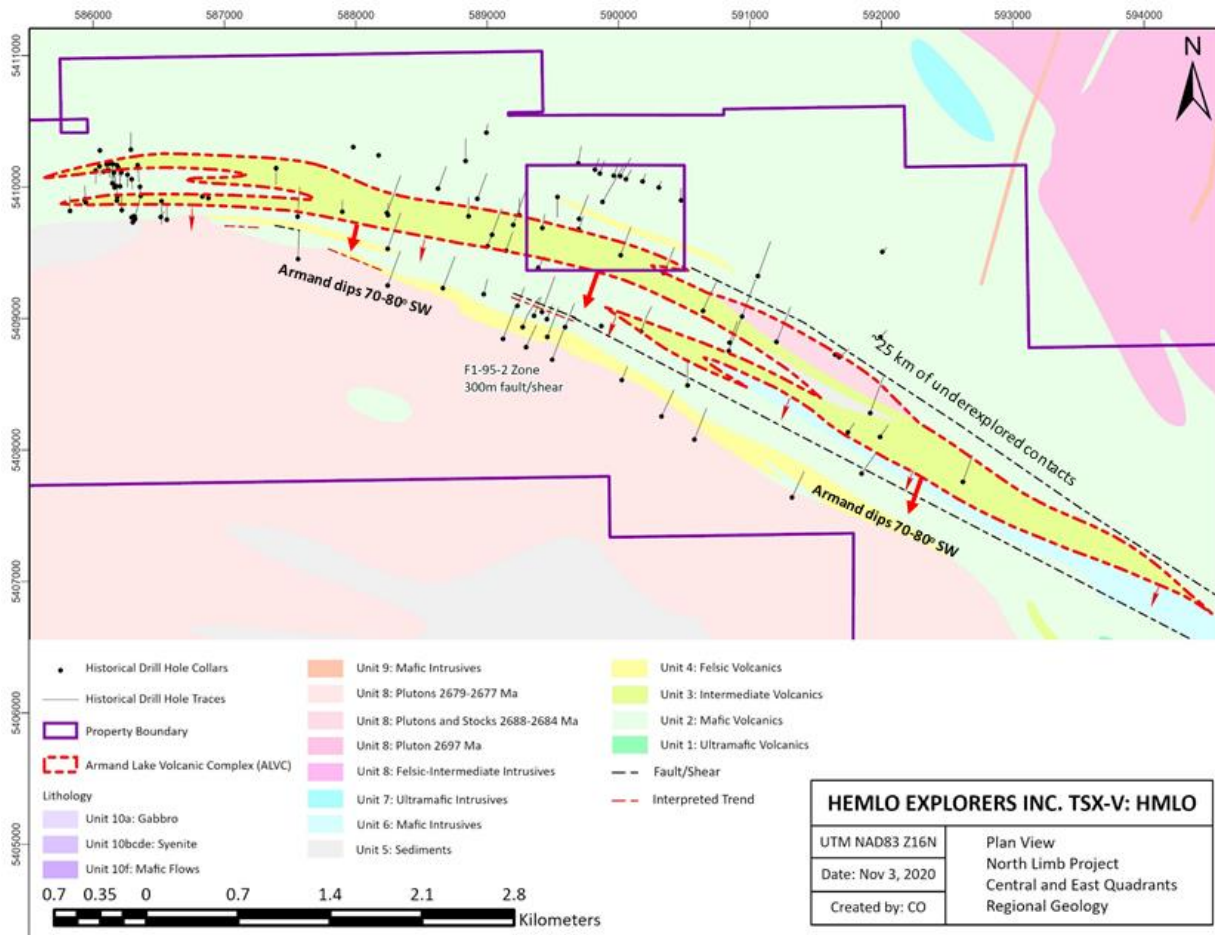 586000 587000 588000 589000 590000 591000 592000 593000 594000
5411000
5410000
5409000
5408000
5407000
5406000
5405000
N
Armand dips 70-80º SW
F1-95-2 Zone
300m fault/shear
~25 km of underexplored contacts
Armand dips 70-80º SW
Historical Drill Hole Collars
Historical Drill Hole Traces
Property Boundary
Armand Lake Volcanic Complex (ALVC)
Lithology
Unit 10a: Gabbro
Unit 10bcde: Syenite
Unit 10f: Mafic Flows
Unit 9: Mafic Intrusives
Unit 8: Plutons 2679-2677 Ma
Unit 8: Plutons and Stocks 2688-2684 Ma
Unit 8: Pluton 2697 Ma
Unit 8: Felsic-Intermediate Intrusives
Unit 7: Ultramafic Intrusives
Unit 6: Mafic Intrusives
Unit 5: Sediments
Unit 4: Felsic Volcanics
Unit 3: Intermediate Volcanics
Unit 2: Mafic Volcanics
Unit 1: Ultramafic Volcanics
Fault/Shear
Interpreted Trend
0.7 0.35 0 0.7 1.4 2.1 2.8
Kilometers
HEMLO EXPLORERS INC. TSX-V: HMLO
UTM NAD83 Z16N
Date: Nov 3, 2020
Created by: CO
Plan View
North Limb Project
Central and East Quadrants
Regional Geology